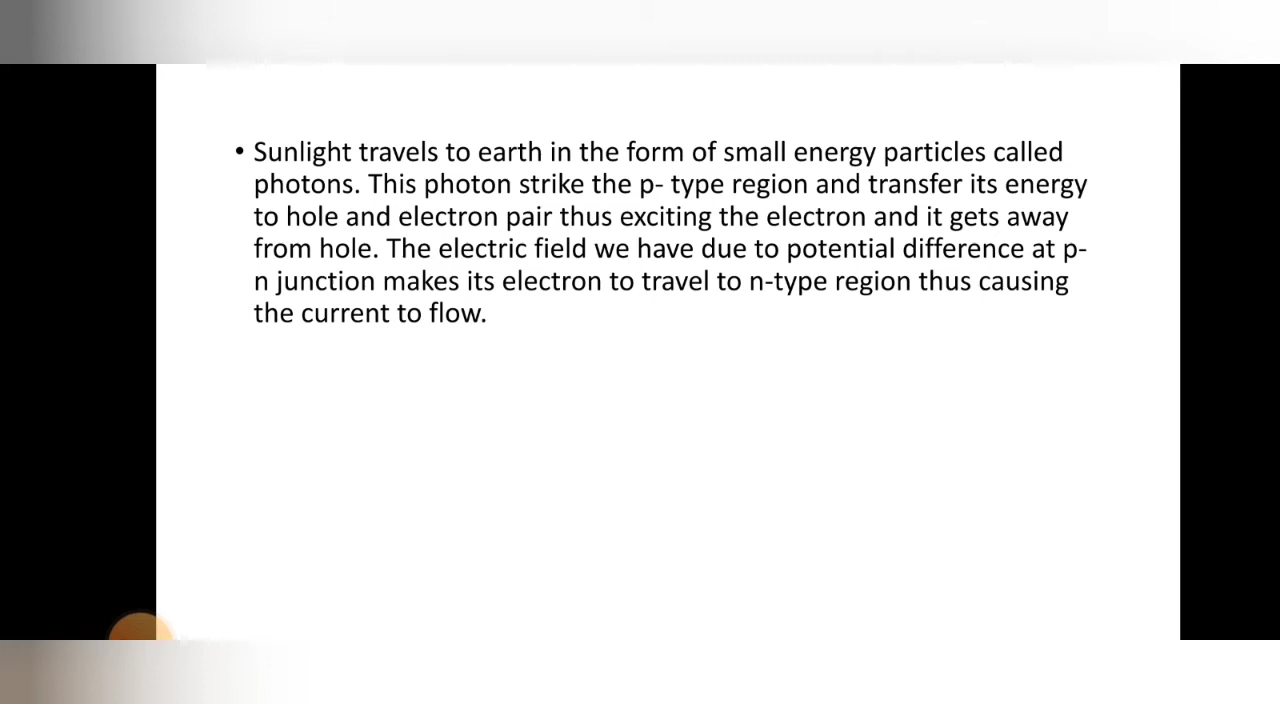 • Sunlight travels to earth in the form of small energy particles called
photons. This photon strike the p- type region and transfer its energy
to hole and electron pair thus exciting the electron and it gets away
from hole. The electric field we have due to potential difference at p-
n junction makes its electron to travel to n-type region thus causing
the current to flow.